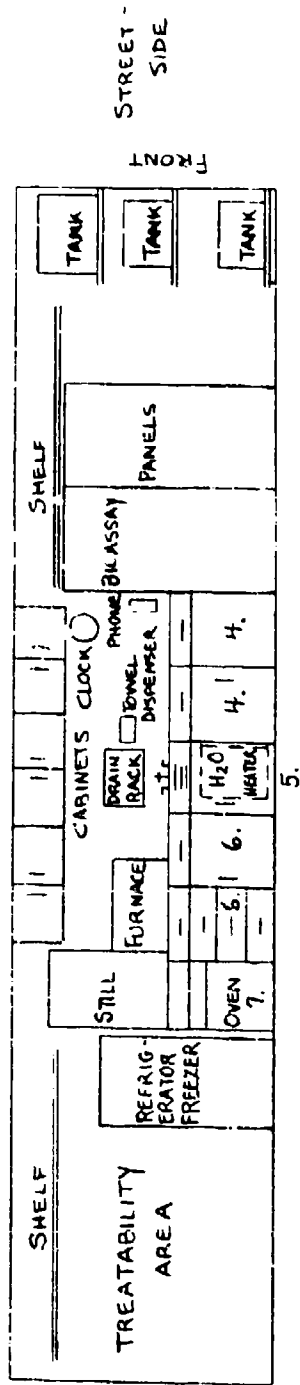 STREET-
SIDE
FRONT
TANK
TANK
TANK
SHELF
PANELS
BIOASSAY
PHONE
CLOCK
TOWEL
DISPENSER
CABINETS
DRAIN
RACK
FURNACE
STILL
4.
4.
H2O
HEATER
5.
6.
6.
OVEN
7.
REFRIG-
ERATOR
FREEZER
SHELF
TREATABILITY
AREA